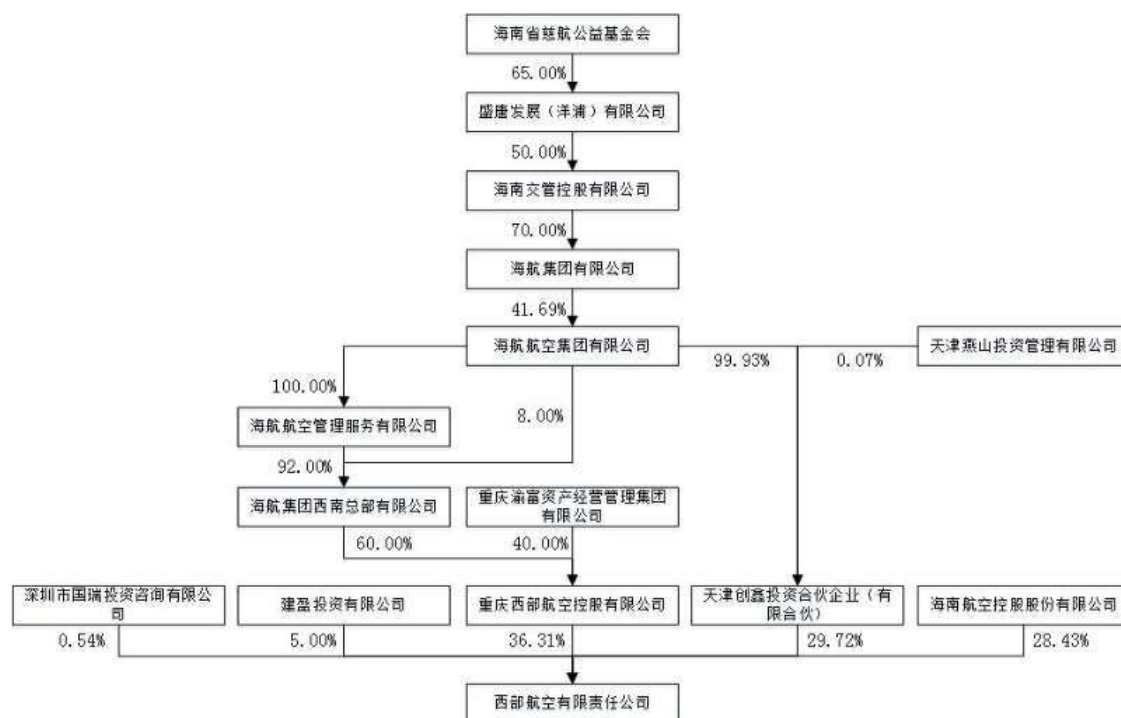 海南省慈航公益基金会
65.00%
盛唐发展（洋浦）有限公司
50.00%
海南交管控股有限公司
70.00%
海航集团有限公司
41.69%
海航航空集团有限公司
天津燕山投资管理有限公司
99.93%
0.07%
100.00%
8.00%
海航航空管理服务有限公司
92.00%
海航集团西南总部有限公司
重庆渝富资产经营管理集团
有限公司
60.00%
40.00%
深圳市国瑞投资咨询有限公
司
建盈投资有限公司
重庆西部航空控股有限公司
天津创鑫投资合伙企业（有
限合伙）
海南航空控股股份有限公司
0.54%
5.00%
36.31%
29.72%
28.43%
西部航空有限责任公司